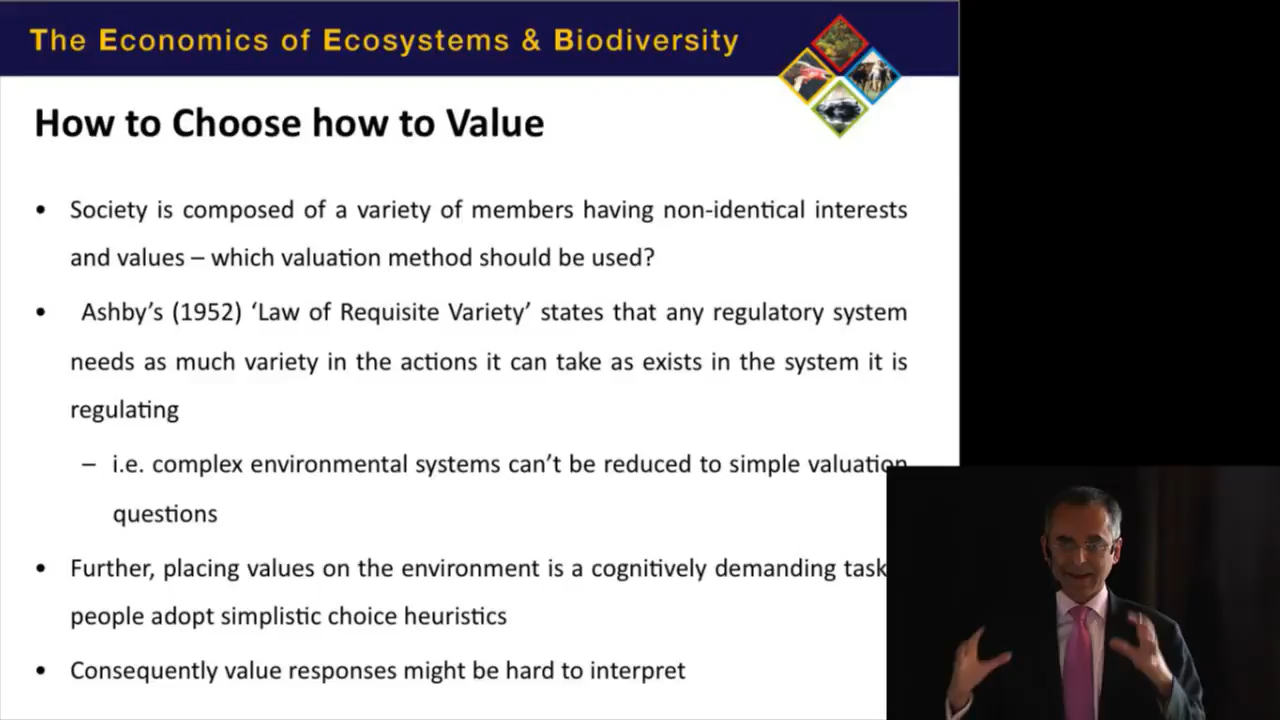 The Economics of Ecosystems & Biodiversity
How to Choose how to Value
• Society is composed of a variety of members having non-identical interests
and values – which valuation method should be used?
• Ashby’s (1952) ‘Law of Requisite Variety’ states that any regulatory system
needs as much variety in the actions it can take as exists in the system it is
regulating
– i.e. complex environmental systems can’t be reduced to simple valuation
questions
• Further, placing values on the environment is a cognitively demanding task
people adopt simplistic choice heuristics
• Consequently value responses might be hard to interpret